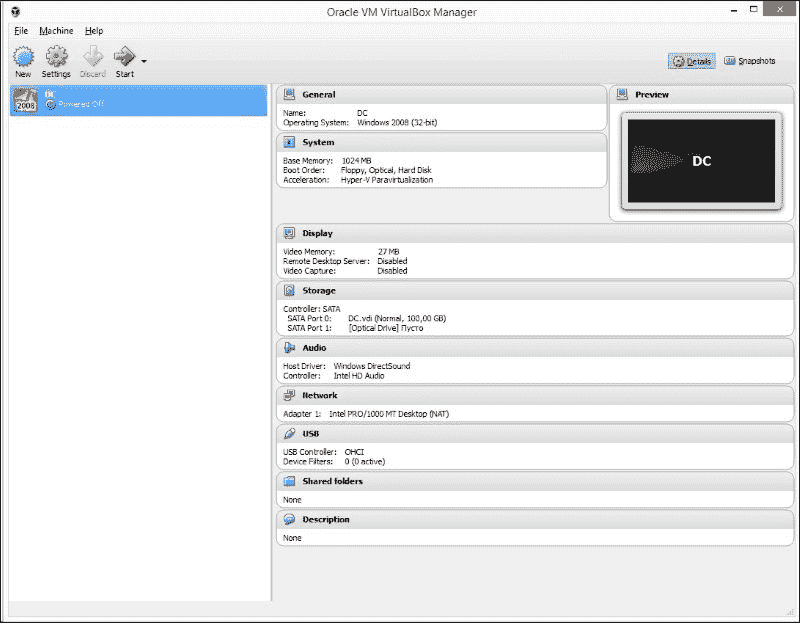 Oracle VM VirtualBox Manager
File Machine Help
New Settings Discard Start
Details Snapshots
2008
DC
Powered Off
General
Name: DC
Operating System: Windows 2008 (32-bit)
System
Base Memory: 1024 MB
Boot Order: Floppy, Optical, Hard Disk
Acceleration: Hyper-V Paravirtualization
Preview
DC
Display
Video Memory: 27 MB
Remote Desktop Server: Disabled
Video Capture: Disabled
Storage
Controller: SATA
SATA Port 0: DC.vdi (Normal, 100,00 GB)
SATA Port 1: [Optical Drive] Пусто
Audio
Host Driver: Windows DirectSound
Controller: Intel HD Audio
Network
Adapter 1: Intel PRO/1000 MT Desktop (NAT)
USB
USB Controller: OHCI
Device Filters: 0 (0 active)
Shared folders
None
Description
None